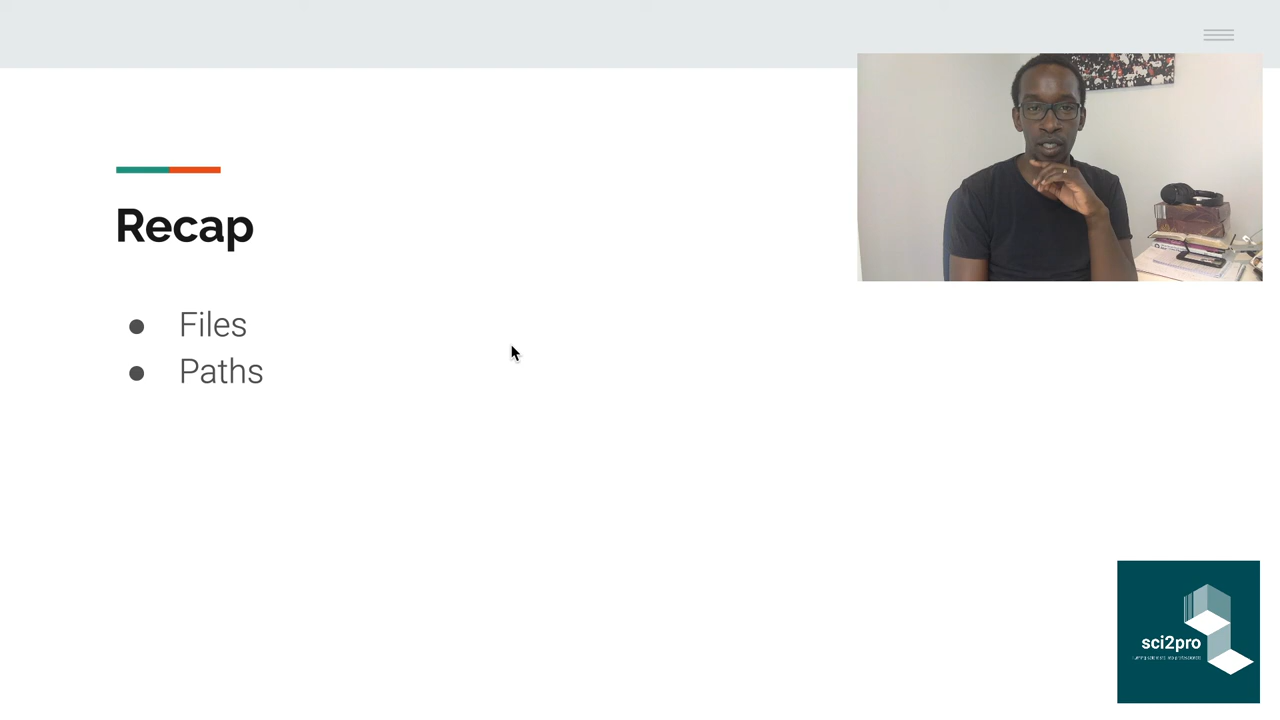 Recap
● Files
● Paths
sci2pro